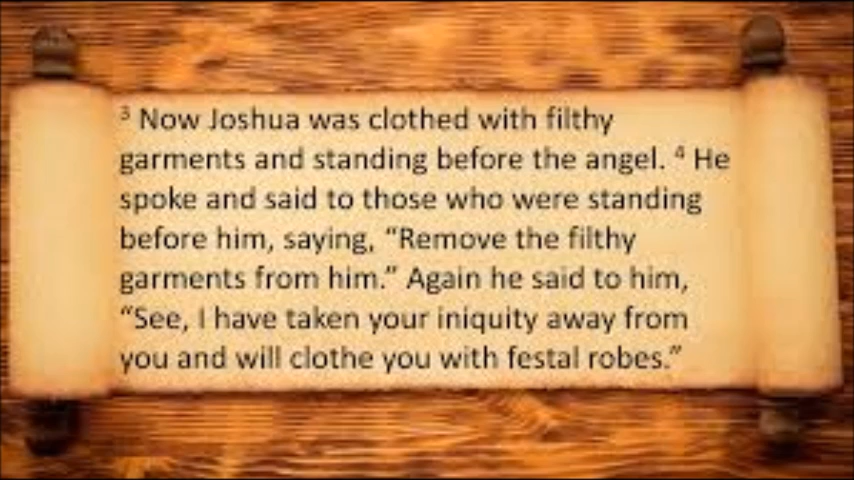 ³ Now Joshua was clothed with filthy
garments and standing before the angel. ⁴ He
spoke and said to those who were standing
before him, saying, “Remove the filthy
garments from him.” Again he said to him,
“See, I have taken your iniquity away from
you and will clothe you with festal robes.”